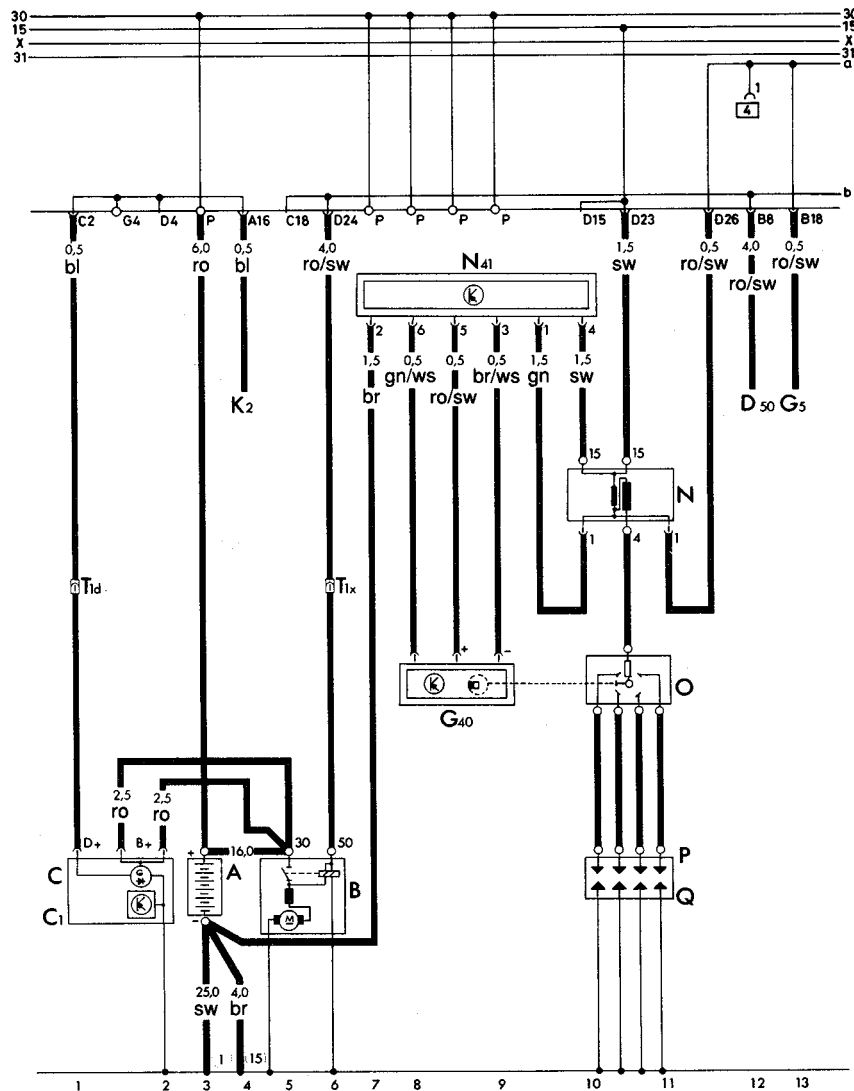 30 30
15 15
X X
31 31
a
1
4
b
C2 G4 D4 P A16 C18 D24 P P P P D15 D23 D26 B8 B18
0,5 6,0 0,5 4,0 1,5 0,5 4,0 0,5
bl ro bl ro/sw sw ro/sw ro/sw ro/sw
N41
2 6 5 3 1 4
1,5 0,5 0,5 0,5 1,5 1,5
br gn/ws ro/sw br/ws gn sw
K2 D50 G5
15 15
N
1 4 1
T1d T1x
+ -
G40
O
2,5 2,5
ro ro
D+ B+ + 16,0 30 50
P
C G A B
C1 M Q
-
25,0 4,0
sw br
1 15
1 2 3 4 5 6 7 8 9 10 11 12 13